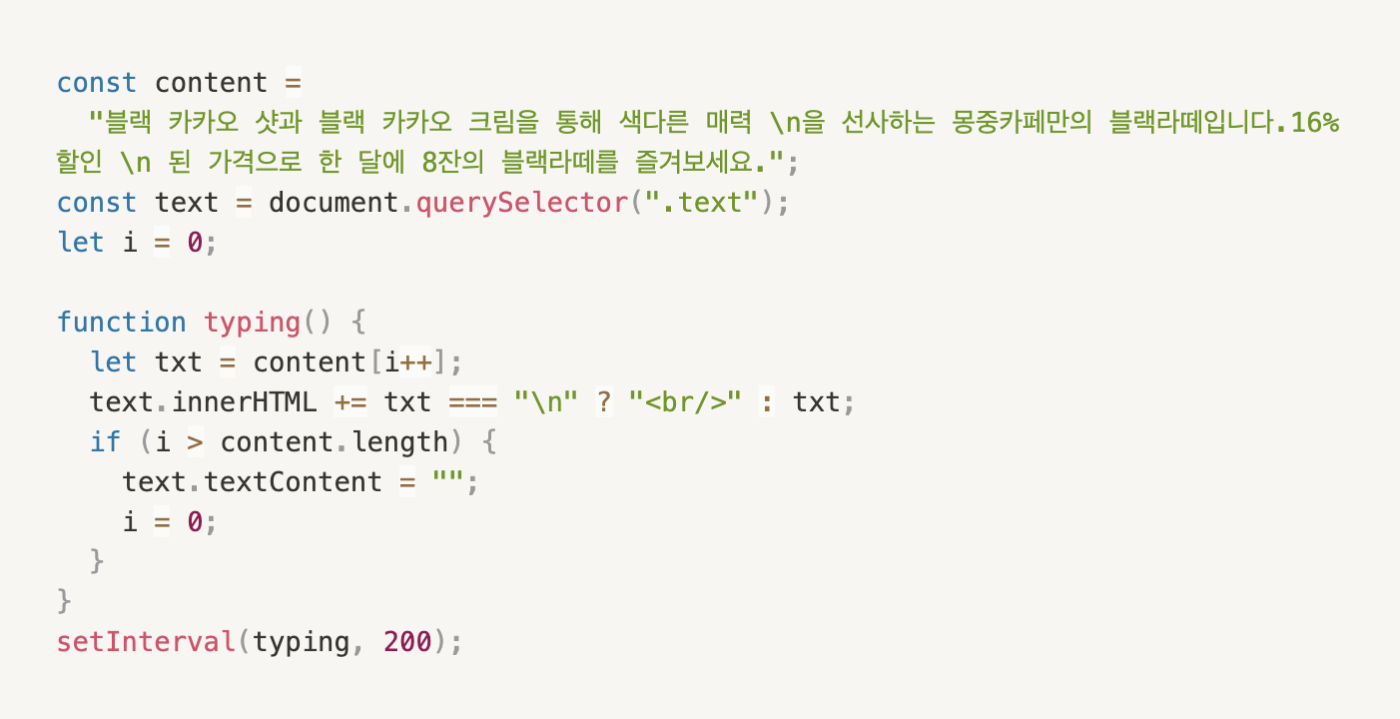 const content =
  "블랙 카카오 샷과 블랙 카카오 크림을 통해 색다른 매력 \n을 선사하는 몽중카페만의 블랙라떼입니다.16%
할인 \n 된 가격으로 한 달에 8잔의 블랙라떼를 즐겨보세요.";
const text = document.querySelector(".text");
let i = 0;

function typing() {
  let txt = content[i++];
  text.innerHTML += txt === "\n" ? "<br/>" : txt;
  if (i > content.length) {
    text.textContent = "";
    i = 0;
  }
}
setInterval(typing, 200);